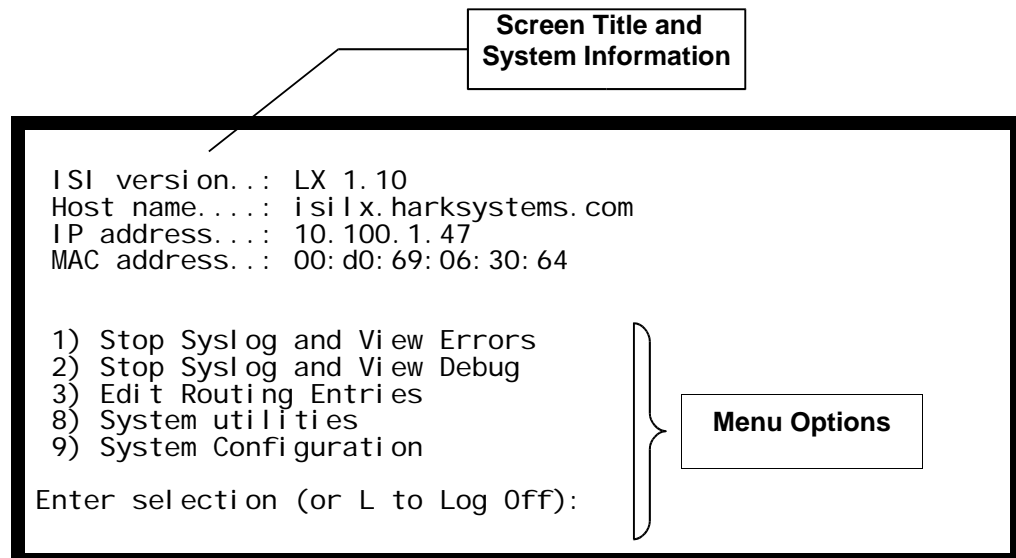 Screen Title and
System Information
ISI version..: LX 1.10
Host name....: isilx.harksystems.com
IP address...: 10.100.1.47
MAC address..: 00:d0:69:06:30:64
1) Stop Syslog and View Errors
2) Stop Syslog and View Debug
3) Edit Routing Entries
8) System utilities
9) System Configuration
Menu Options
Enter selection (or L to Log Off):